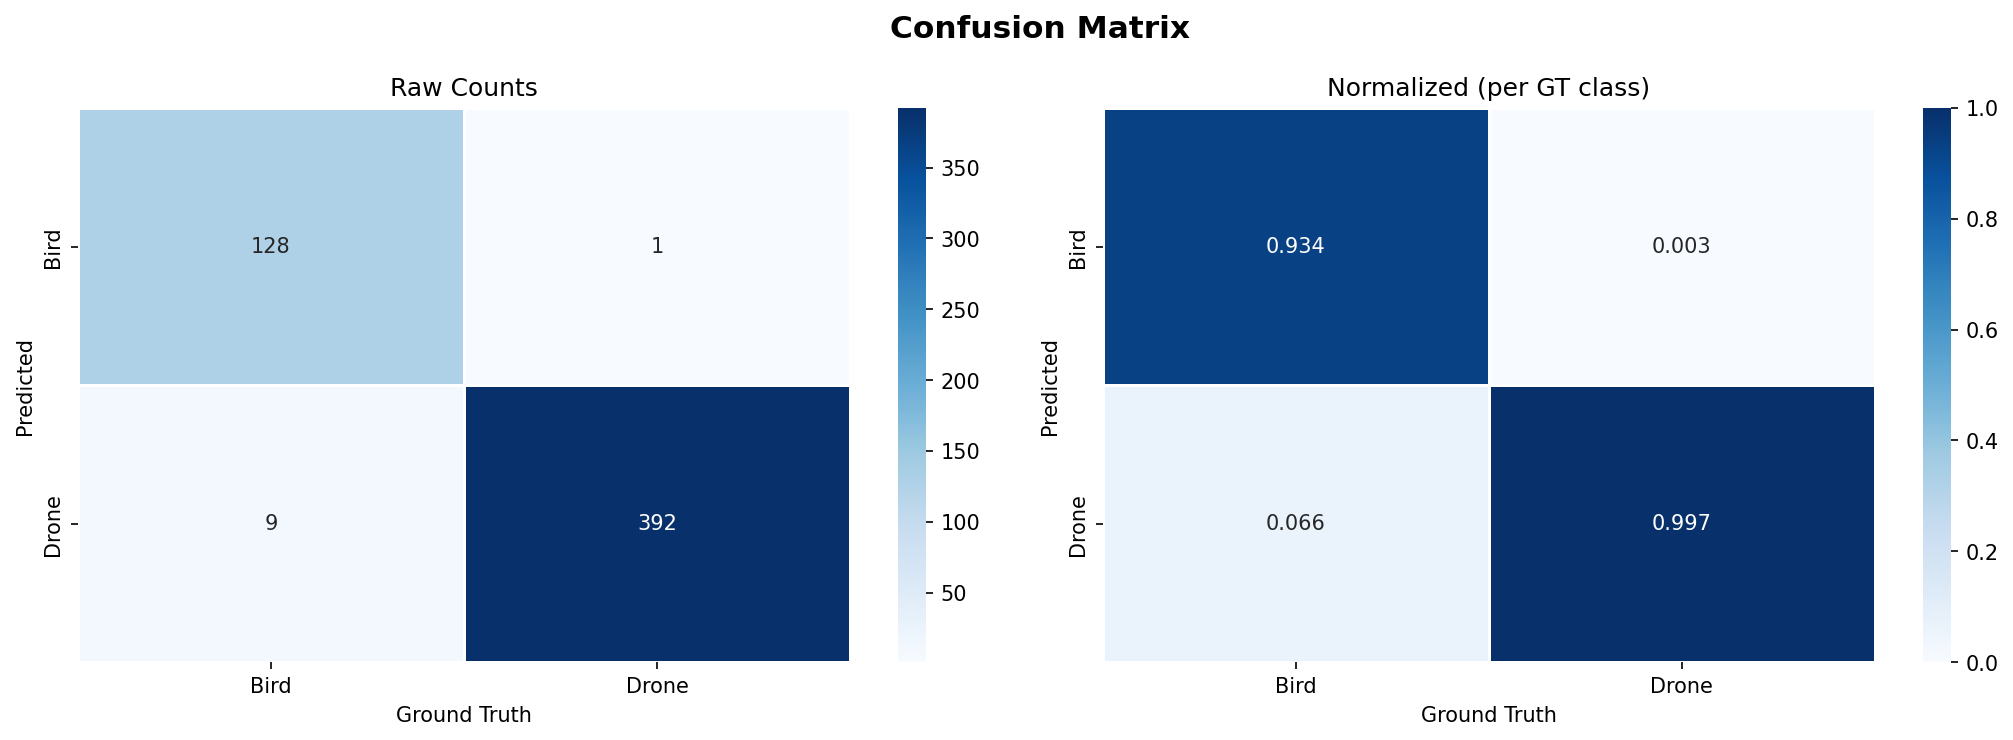 Confusion Matrix
Raw Counts
Predicted
Bird
Drone
128
1
9
392
Bird
Drone
Ground Truth
350
300
250
200
150
100
50
Normalized (per GT class)
Predicted
Bird
Drone
0.934
0.003
0.066
0.997
Bird
Drone
Ground Truth
1.0
0.8
0.6
0.4
0.2
0.0